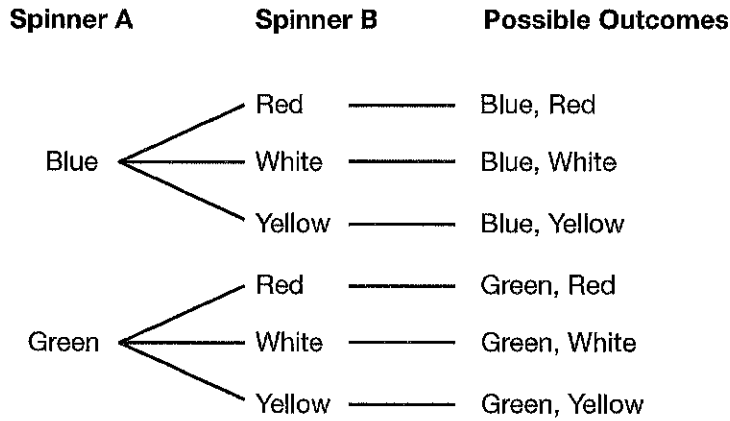 Spinner A Spinner B Possible Outcomes
Red Blue, Red
Blue White Blue, White
Yellow Blue, Yellow
Red Green, Red
Green White Green, White
Yellow Green, Yellow